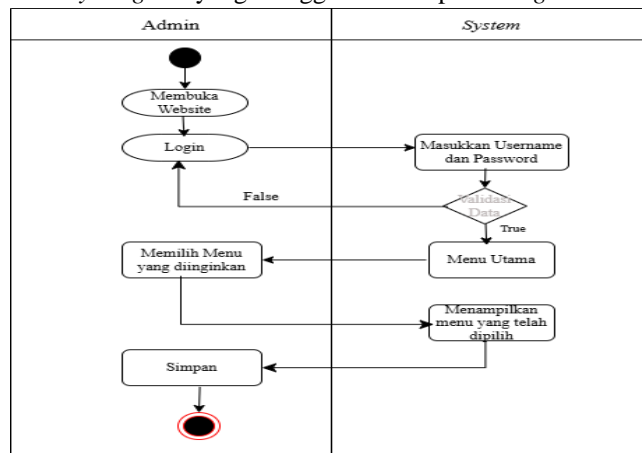 Admin
System
Membuka
Website
Login
Masukkan Username
dan Password
False
Validasi
Data
True
Memilih Menu
yang diinginkan
Menu Utama
Menampilkan
menu yang telah
dipilih
Simpan